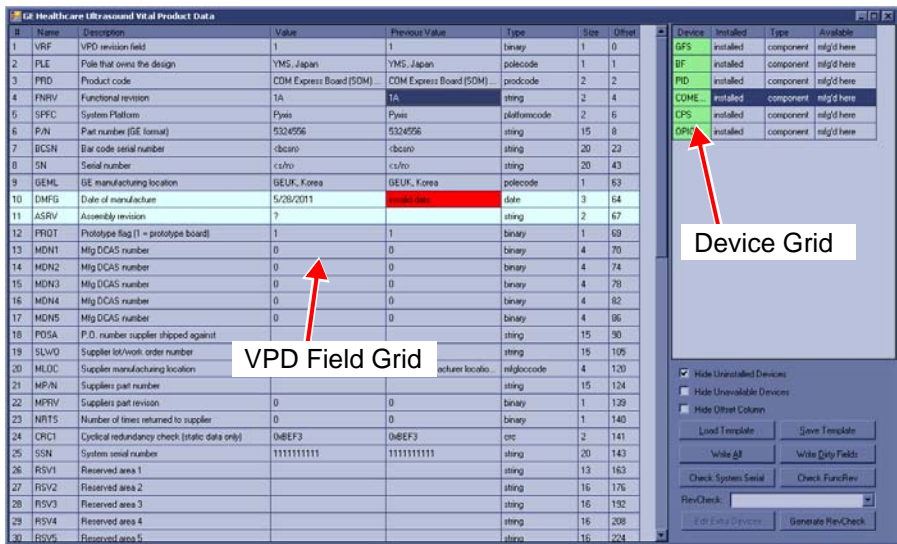 GE Healthcare Ultrasound Vital Product Data
# Name Description Value Previous Value Type Size Offset
1 VRF VPD revision field 1 1 binary 1 0
2 PLE Pole that owns the design YMS, Japan YMS, Japan polecode 1 1
3 PRD Product code COM Express Board (SOM)... COM Express Board (SOM)... prodcode 2 2
4 FNRV Functional revision 1A 1A string 2 4
5 SPFC System Platform Pyxis Pyxis platformcode 2 6
6 P/N Part number (GE format) 5324556 5324556 string 15 8
7 BCSN Bar code serial number <bcsn> <bcsn> string 20 23
8 SN Serial number <s/n> <s/n> string 20 43
9 GEML GE manufacturing location GEUK, Korea GEUK, Korea polecode 1 63
10 DMFG Date of manufacture 5/28/2011 invalid date date 3 64
11 ASRV Assembly revision ? string 2 67
12 PROT Prototype flag (1 = prototype board) 1 1 binary 1 69
13 MDN1 Mfg DCAS number 0 0 binary 4 70
14 MDN2 Mfg DCAS number 0 0 binary 4 74
15 MDN3 Mfg DCAS number 0 0 binary 4 78
16 MDN4 Mfg DCAS number 0 0 binary 4 82
17 MDN5 Mfg DCAS number 0 0 binary 4 86
18 POSA P.O. number supplier shipped against string 15 90
19 SLWO Supplier lot/work order number string 15 105
20 MLOC Supplier manufacturing location locatio... mfgloccode 4 120
21 MP/N Suppliers part number string 15 124
22 MPRV Suppliers part revison 0 0 binary 1 139
23 NRTS Number of times returned to supplier 0 0 binary 1 140
24 CRC1 Cyclical redundancy check (static data only) 0xBEF3 0xBEF3 crc 2 141
25 SSN System serial number 1111111111 1111111111 string 20 143
26 RSV1 Reserved area 1 string 13 163
27 RSV2 Reserved area 2 string 16 176
28 RSV3 Reserved area 3 string 16 192
29 RSV4 Reserved area 4 string 16 208
30 RSV5 Reserved area 5 string 16 224
VPD Field Grid
Device Installed Type Available
GFS installed component mfg'd here
BF installed component mfg'd here
PID installed component mfg'd here
COME... installed component mfg'd here
CPS installed component mfg'd here
installed component mfg'd here
Device Grid
Hide Uninstalled Devices
Hide Unavailable Devices
Hide Offset Column
Load Template Save Template
Write All Write Dirty Fields
Check System Serial Check FuncRev
RevCheck:
Edit Extra Devices Generate RevCheck